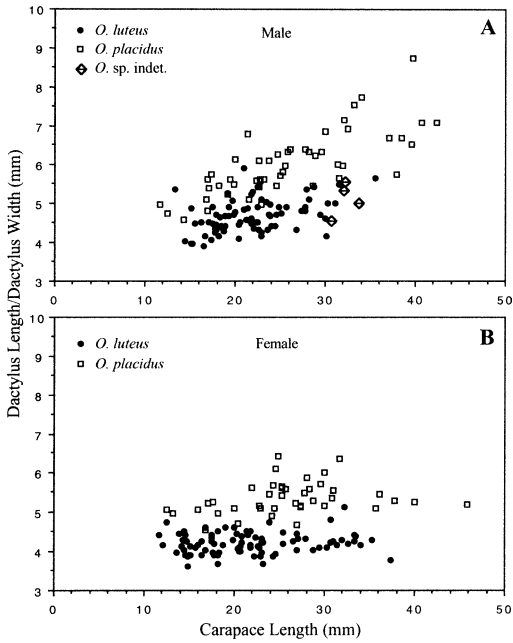 10
9
8
7
6
5
4
3
O. luteus
O. placidus
O. sp. indet.
Male
A
0
10
20
30
40
50
Dactylus Length/Dactylus Width (mm)
10
9
8
7
6
5
4
3
O. luteus
O. placidus
Female
B
0
10
20
30
40
50
Carapace Length (mm)